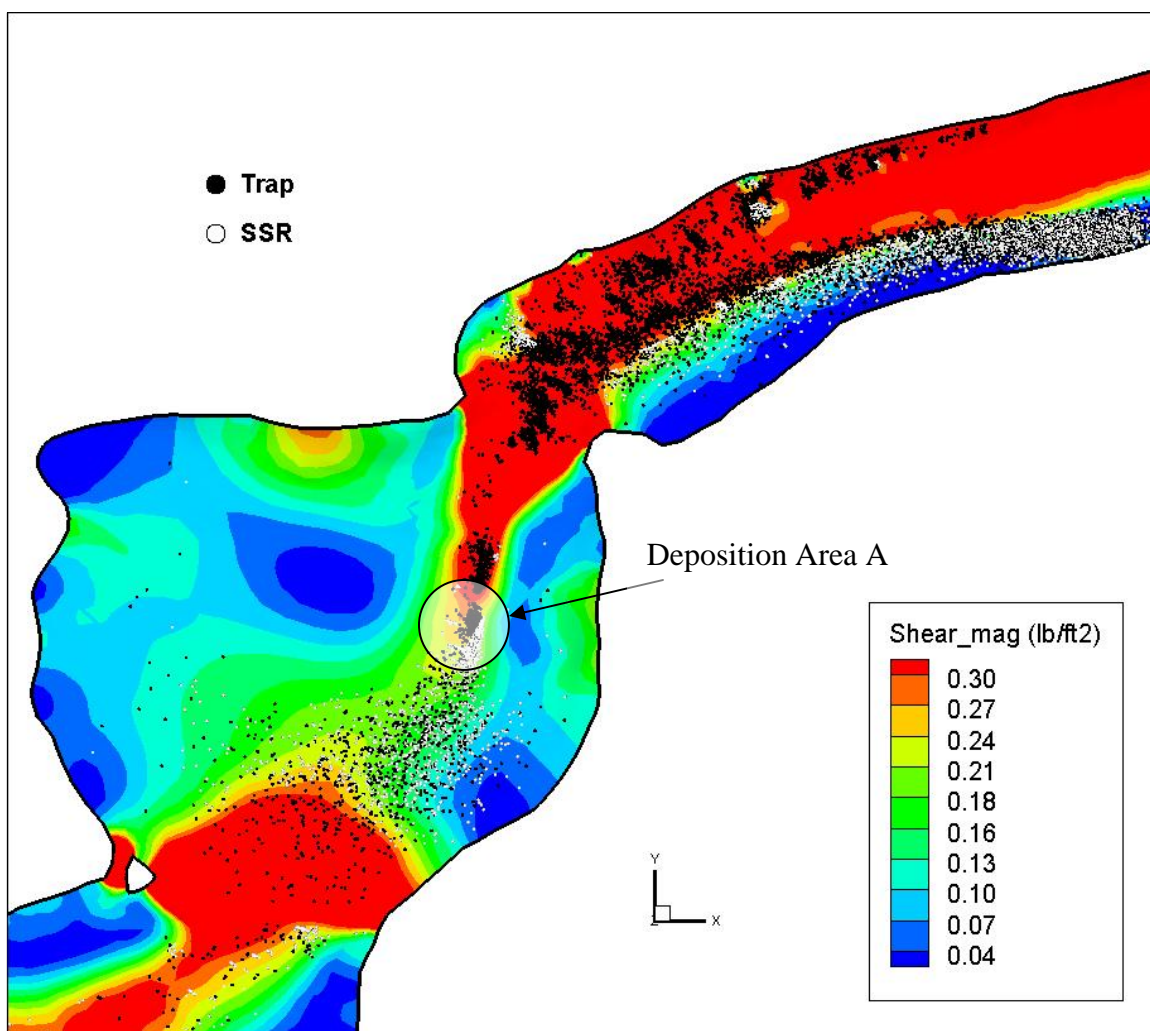 Trap
SSR
Deposition Area A
Shear_mag (lb/ft2)
0.30
0.27
0.24
0.21
0.18
0.16
0.13
0.10
0.07
0.04
Y
Z
X